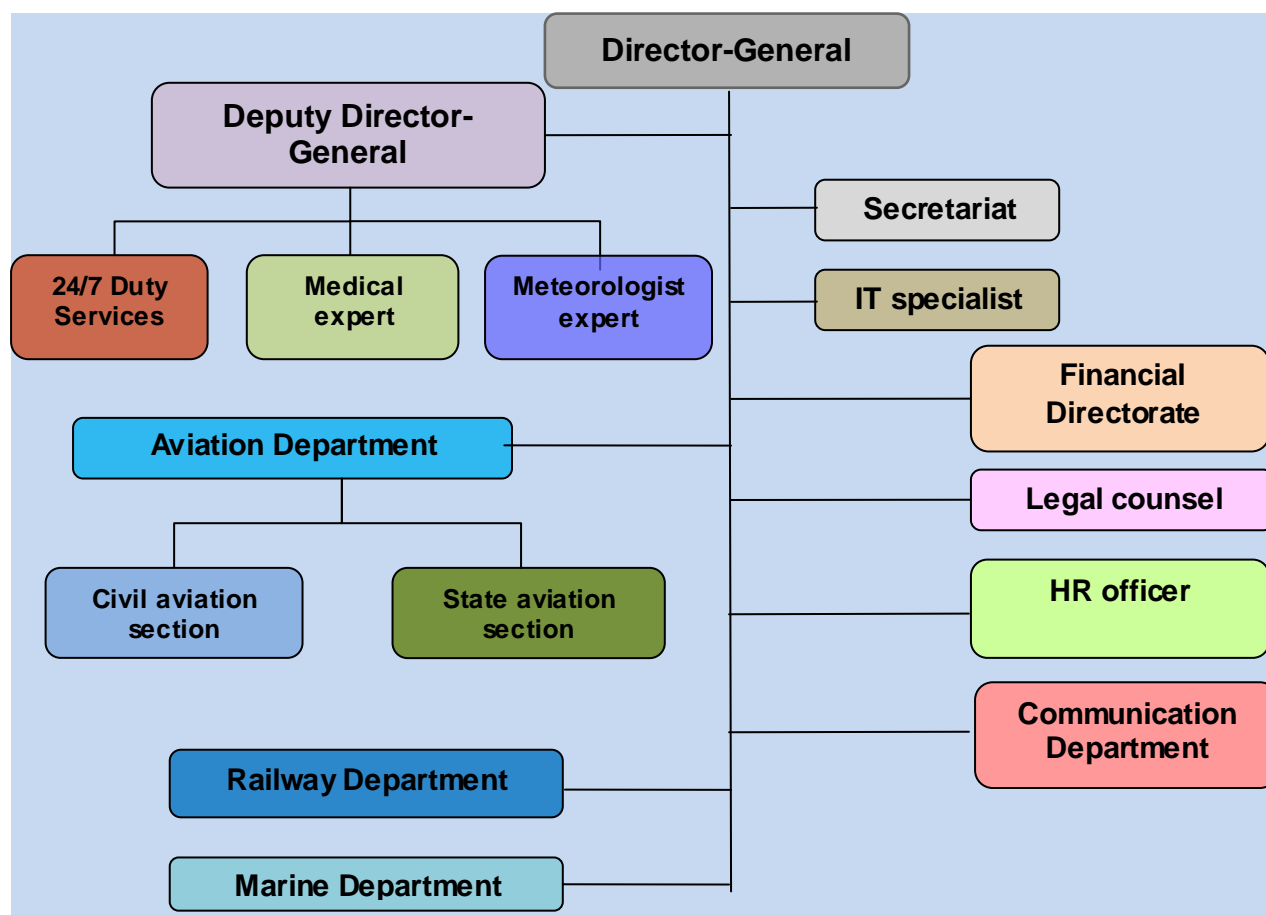 Director-General
Deputy Director-
General
Secretariat
24/7 Duty
Services
Medical
expert
Meteorologist
expert
IT specialist
Financial
Directorate
Aviation Department
Legal counsel
Civil aviation
section
State aviation
section
HR officer
Communication
Department
Railway Department
Marine Department